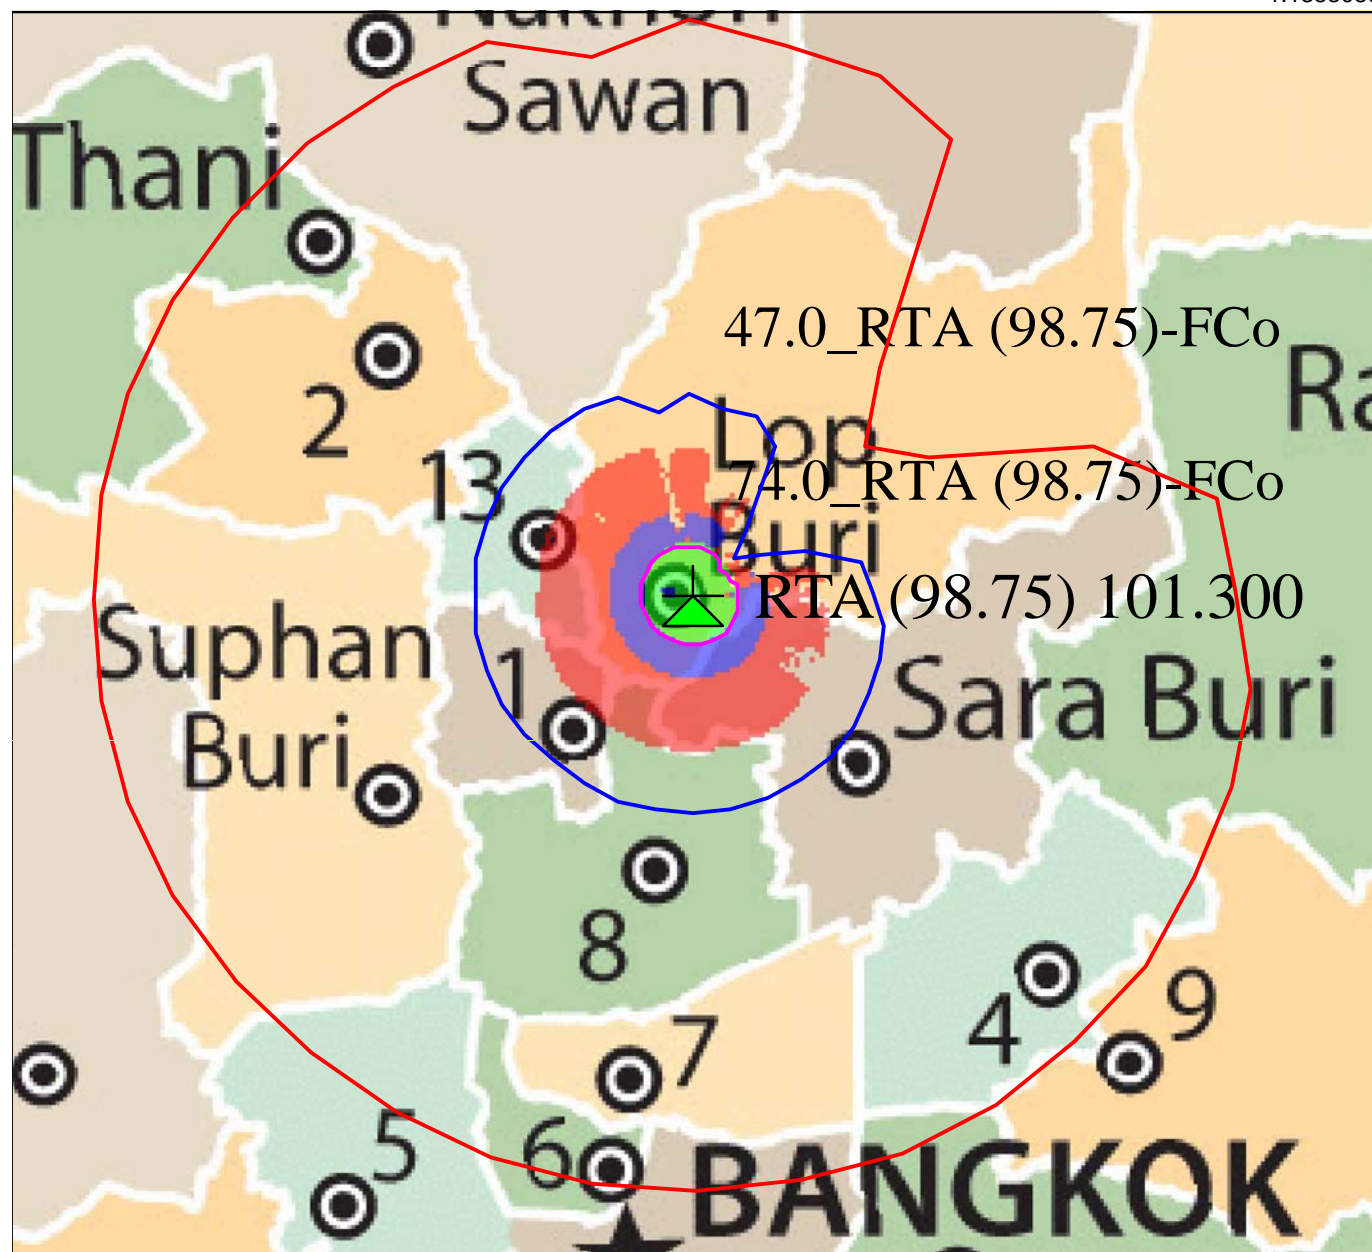 Nakhon
Sawan
Thani
47.0_RTA (98.75)-FCo
2
Lop
13
74.0_RTA (98.75)-FCo
Buri
RTA (98.75) 101.300
Suphan
1
Sara Buri
Buri
8
4
9
7
5
6
BANGKOK